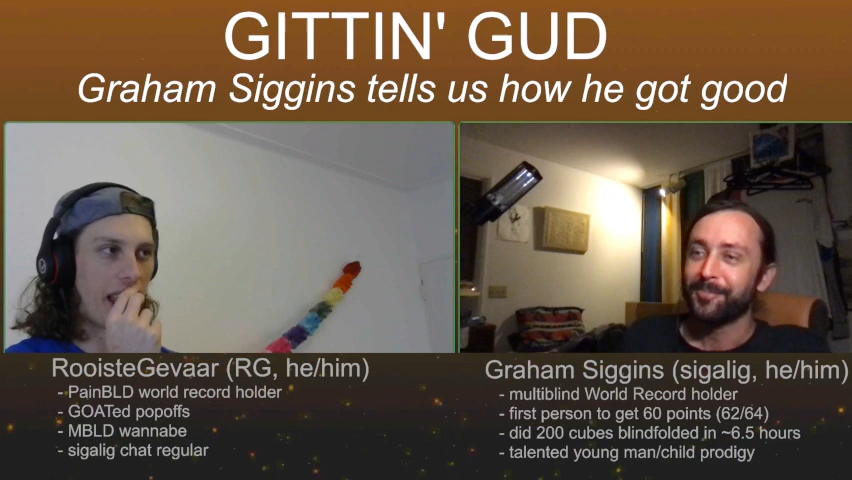 GITTIN' GUD
Graham Siggins tells us how he got good
RooisteGevaar (RG, he/him)
- PainBLD world record holder
- GOATed popoffs
- MBLD wannabe
- sigalig chat regular
Graham Siggins (sigalig, he/him)
- multiblind World Record holder
- first person to get 60 points (62/64)
- did 200 cubes blindfolded in ~6.5 hours
- talented young man/child prodigy